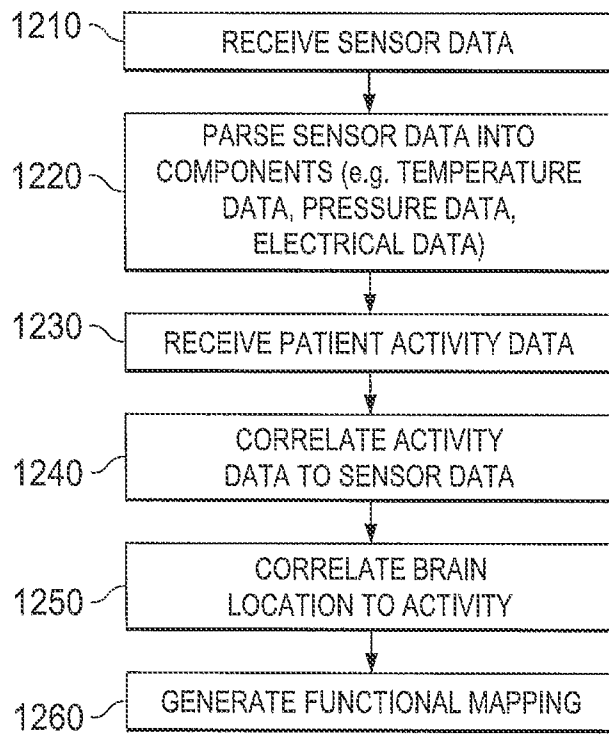 1210
RECEIVE SENSOR DATA
1220
PARSE SENSOR DATA INTO
COMPONENTS (e.g. TEMPERATURE
DATA, PRESSURE DATA,
ELECTRICAL DATA)
1230
RECEIVE PATIENT ACTIVITY DATA
1240
CORRELATE ACTIVITY
DATA TO SENSOR DATA
1250
CORRELATE BRAIN
LOCATION TO ACTIVITY
1260
GENERATE FUNCTIONAL MAPPING